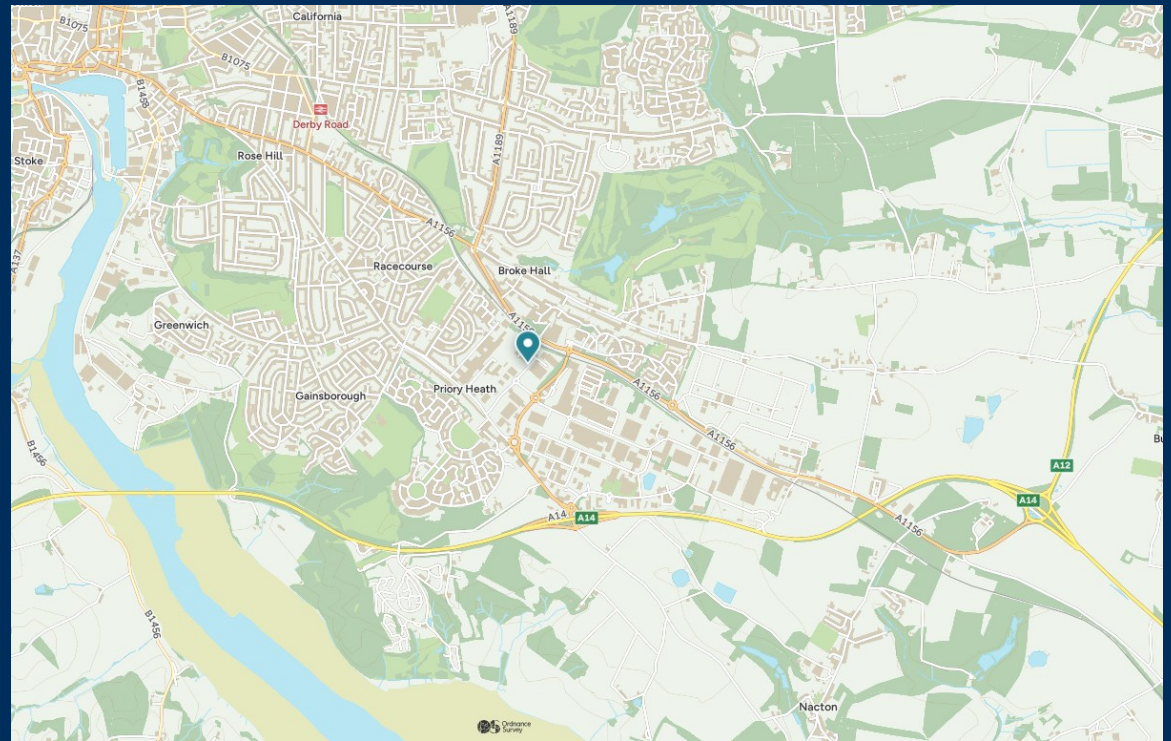 California
B1075
A1189
B1075
B1458
Derby Road
Stoke
Rose Hill
A1189
A137
A1156
Racecourse
Broke Hall
Greenwich
A1156
Priory Heath
Gainsborough
A1156
A1156
B1456
A12
A14
A14
A14
A1156
B1456
Nacton
Ordnance
Survey